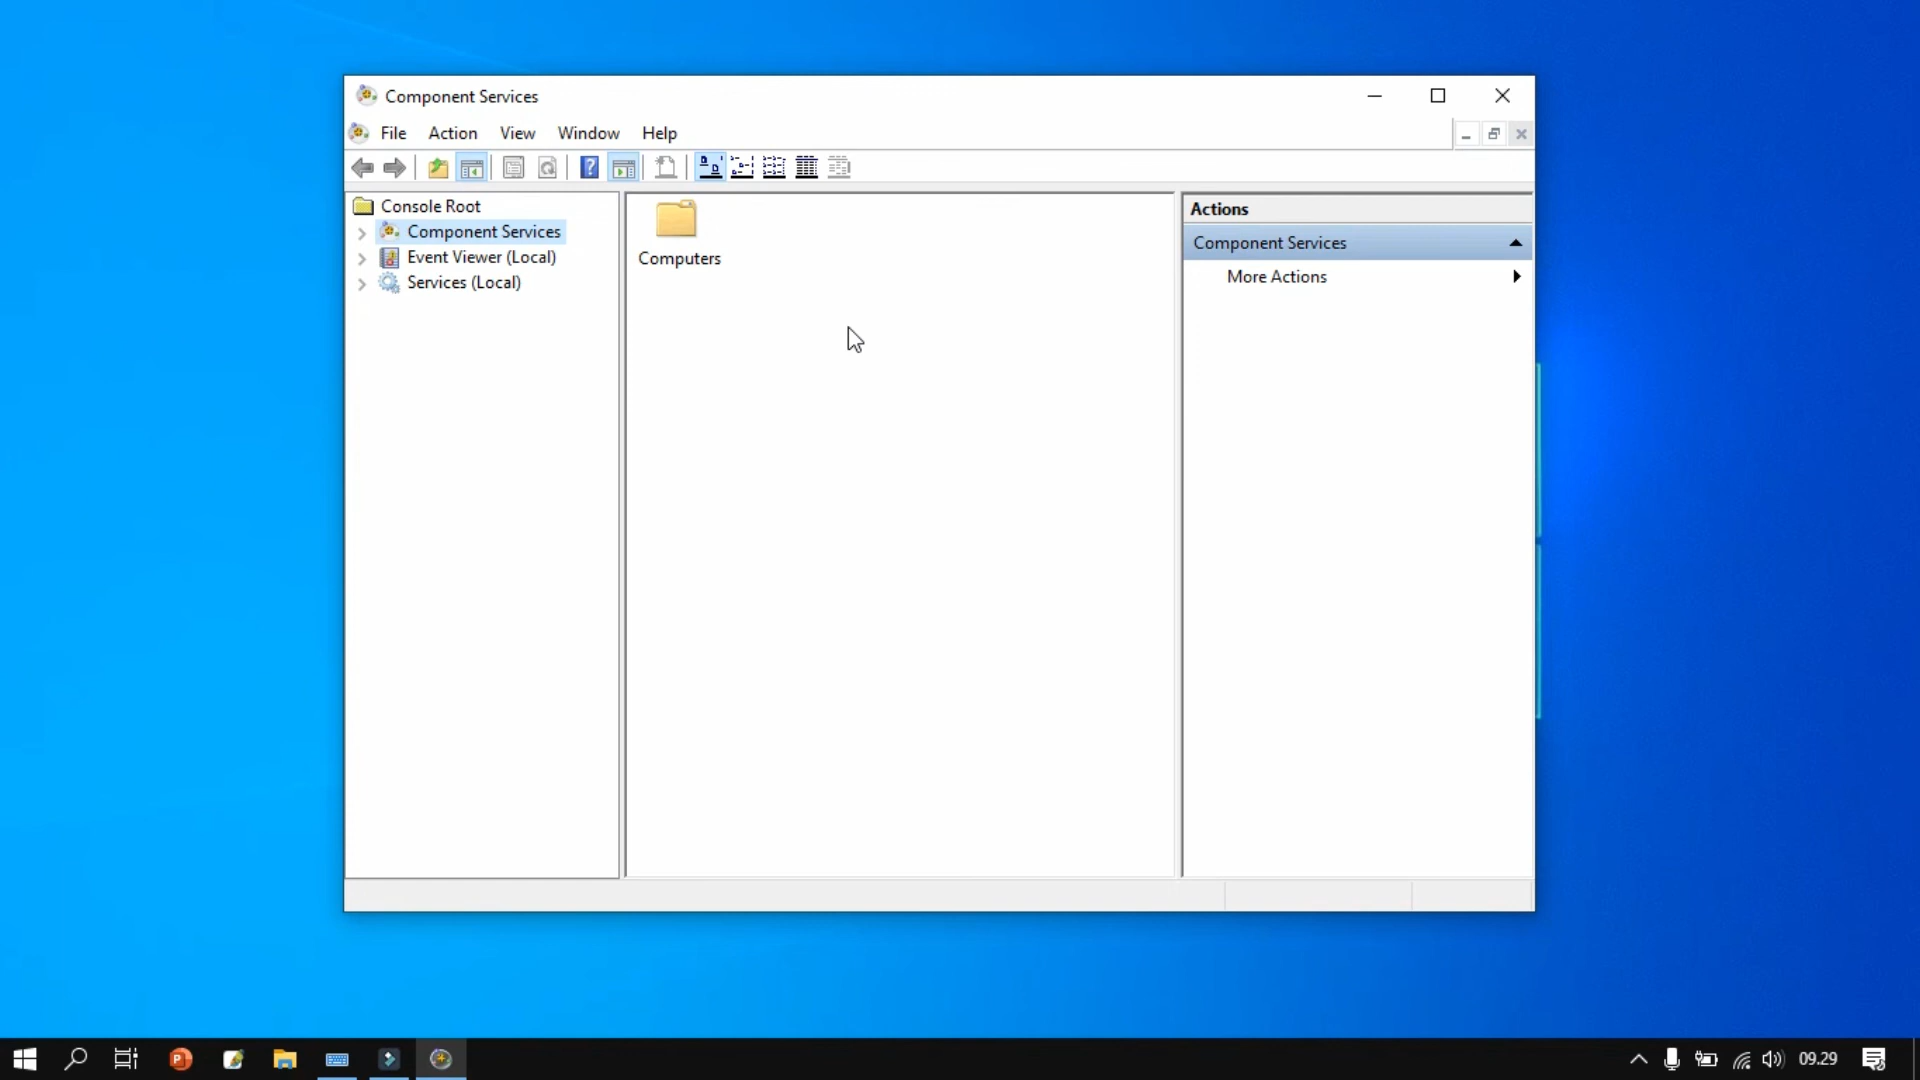 Component Services
File Action View Window Help
Console Root
Component Services
Event Viewer (Local)
Services (Local)
Computers
Actions
Component Services
More Actions
09.29